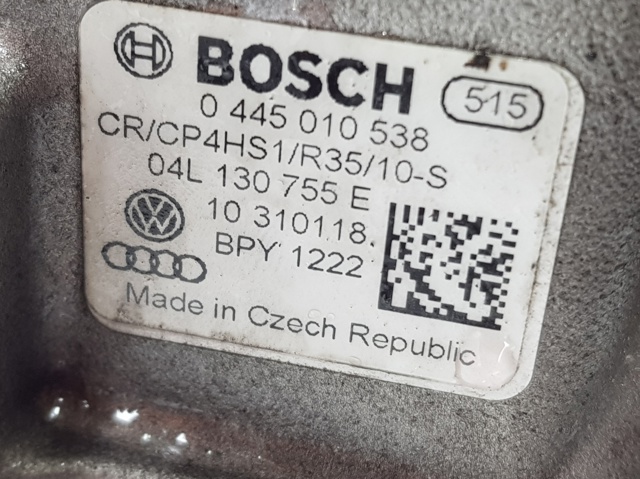 BOSCH 515
0 445 010 538
CR/CP4HS1/R35/10-S
04L 130 755 E
10 310118.
BPY 1222
Made in Czech Republic